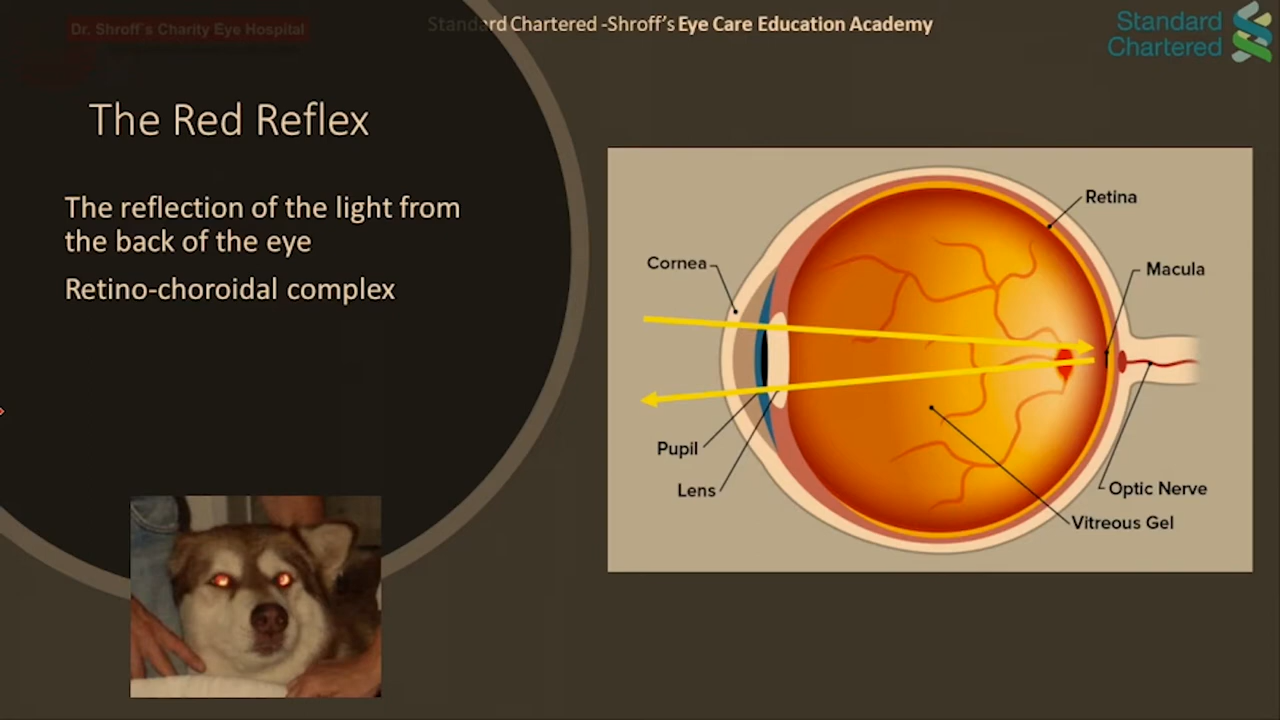 Dr. Shroff's Charity Eye Hospital
Standard Chartered -Shroff's Eye Care Education Academy
Standard
Chartered
The Red Reflex
The reflection of the light from
the back of the eye
Retino-choroidal complex
Retina
Cornea
Macula
Pupil
Lens
Optic Nerve
Vitreous Gel